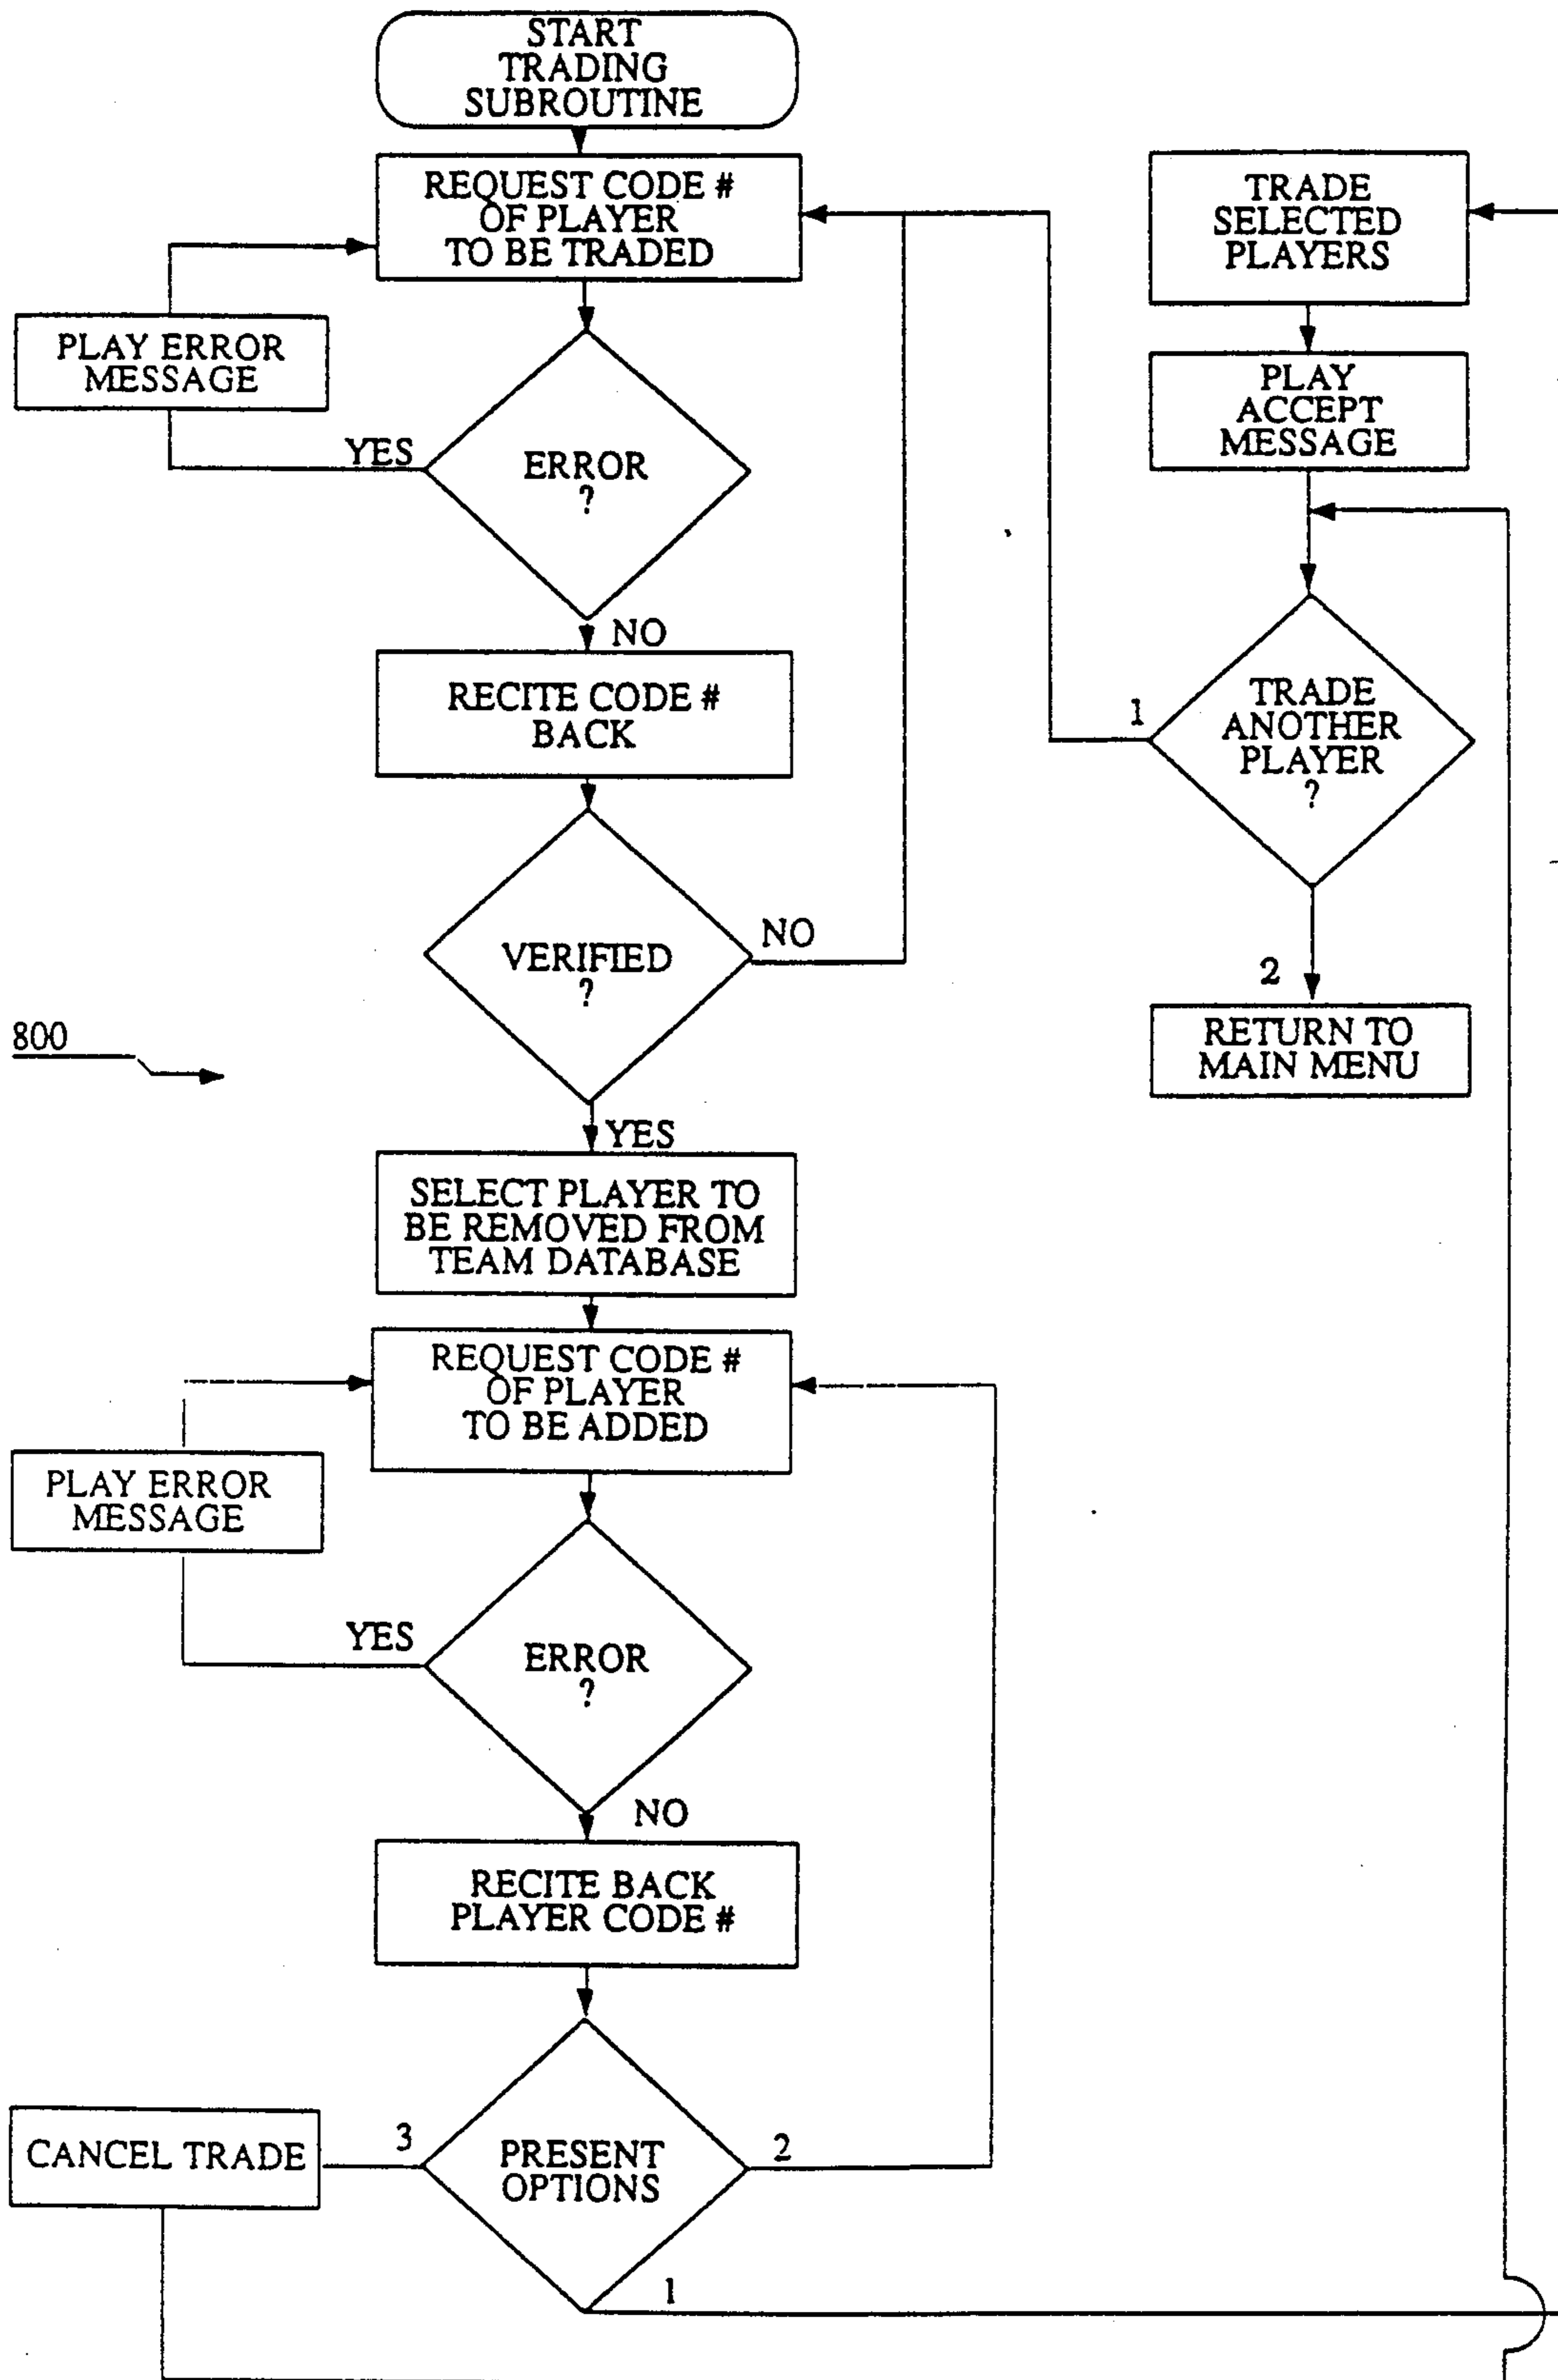 START
TRADING
SUBROUTINE
REQUEST CODE #
OF PLAYER
TO BE TRADED
PLAY ERROR
MESSAGE
YES
ERROR
?
NO
RECITE CODE #
BACK
VERIFIED
?
NO
800
YES
SELECT PLAYER TO
BE REMOVED FROM
TEAM DATABASE
REQUEST CODE #
OF PLAYER
TO BE ADDED
PLAY ERROR
MESSAGE
YES
ERROR
?
NO
RECITE BACK
PLAYER CODE #
CANCEL TRADE
3
PRESENT
OPTIONS
2
1
TRADE
SELECTED
PLAYERS
PLAY
ACCEPT
MESSAGE
1
TRADE
ANOTHER
PLAYER
?
2
RETURN TO
MAIN MENU